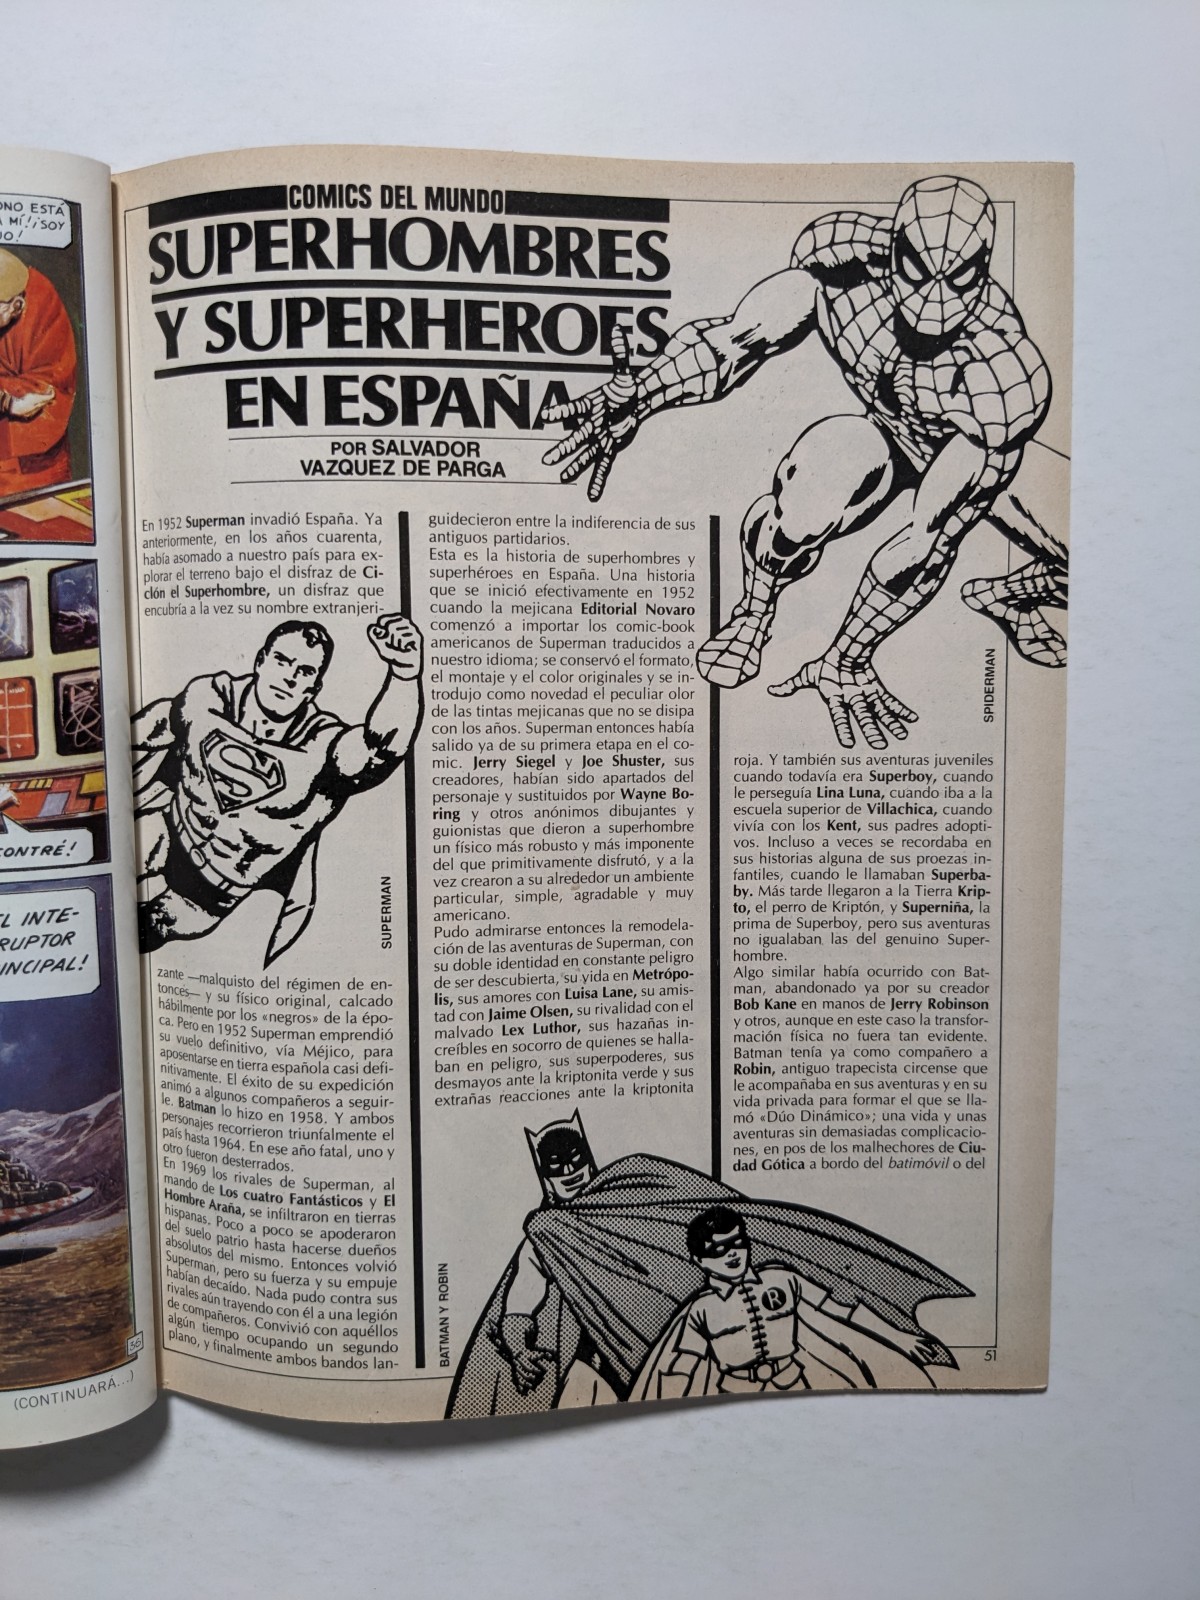 ONO ESTÁ
A MÍ!¡SOY
O!
CONTRÉ!
EL INTE-
RUPTOR
INCIPAL!
56
(CONTINUARÁ...)
COMICS DEL MUNDO
SUPERHOMBRES
Y SUPERHEROES
EN ESPAÑA
POR SALVADOR
VAZQUEZ DE PARGA
En 1952 Superman invadió España. Ya
anteriormente, en los años cuarenta,
había asomado a nuestro país para ex-
plorar el terreno bajo el disfraz de Ci-
clón el Superhombre, un disfraz que
encubría a la vez su nombre extranjeri-
S
SUPERMAN
zante —malquisto del régimen de en-
tonces— y su físico original, calcado
hábilmente por los «negros» de la épo-
ca. Pero en 1952 Superman emprendió
su vuelo definitivo, vía Méjico, para
aposentarse en tierra española casi defi-
nitivamente. El éxito de su expedición
animó a algunos compañeros a seguir-
le. Batman lo hizo en 1958. Y ambos
personajes recorrieron triunfalmente el
país hasta 1964. En ese año fatal, uno y
otro fueron desterrados.
En 1969 los rivales de Superman, al
mando de Los cuatro Fantásticos y El
Hombre Araña, se infiltraron en tierras
hispanas. Poco a poco se apoderaron
del suelo patrio hasta hacerse dueños
absolutos del mismo. Entonces volvió
Superman, pero su fuerza y su empuje
habían decaído. Nada pudo contra sus
rivales aún trayendo con él a una legión
de compañeros. Convivió con aquéllos
algún tiempo ocupando un segundo
plano, y finalmente ambos bandos lan-
guidecieron entre la indiferencia de sus
antiguos partidarios.
Esta es la historia de superhombres y
superhéroes en España. Una historia
que se inició efectivamente en 1952
cuando la mejicana Editorial Novaro
comenzó a importar los comic-book
americanos de Superman traducidos a
nuestro idioma; se conservó el formato,
el montaje y el color originales y se in-
trodujo como novedad el peculiar olor
de las tintas mejicanas que no se disipa
con los años. Superman entonces había
salido ya de su primera etapa en el co-
mic. Jerry Siegel y Joe Shuster, sus
creadores, habían sido apartados del
personaje y sustituidos por Wayne Bo-
ring y otros anónimos dibujantes y
guionistas que dieron a superhombre
un físico más robusto y más imponente
del que primitivamente disfrutó, y a la
vez crearon a su alrededor un ambiente
particular, simple, agradable y muy
americano.
Pudo admirarse entonces la remodela-
ción de las aventuras de Superman, con
su doble identidad en constante peligro
de ser descubierta, su vida en Metrópo-
lis, sus amores con Luisa Lane, su amis-
tad con Jaime Olsen, su rivalidad con el
malvado Lex Luthor, sus hazañas in-
creíbles en socorro de quienes se halla-
ban en peligro, sus superpoderes, sus
desmayos ante la kriptonita verde y sus
extrañas reacciones ante la kriptonita
BATMAN Y ROBIN
R
SPIDERMAN
roja. Y también sus aventuras juveniles
cuando todavía era Superboy, cuando
le perseguía Lina Luna, cuando iba a la
escuela superior de Villachica, cuando
vivía con los Kent, sus padres adopti-
vos. Incluso a veces se recordaba en
sus historias alguna de sus proezas in-
fantiles, cuando le llamaban Superba-
by. Más tarde llegaron a la Tierra Krip-
to, el perro de Kriptón, y Superniña, la
prima de Superboy, pero sus aventuras
no igualaban las del genuino Super-
hombre.
Algo similar había ocurrido con Bat-
man, abandonado ya por su creador
Bob Kane en manos de Jerry Robinson
y otros, aunque en este caso la transfor-
mación física no fuera tan evidente.
Batman tenía ya como compañero a
Robin, antiguo trapecista circense que
le acompañaba en sus aventuras y en su
vida privada para formar el que se lla-
mó «Dúo Dinámico»; una vida y unas
aventuras sin demasiadas complicacio-
nes, en pos de los malhechores de Ciu-
dad Gótica a bordo del batimóvil o del
51